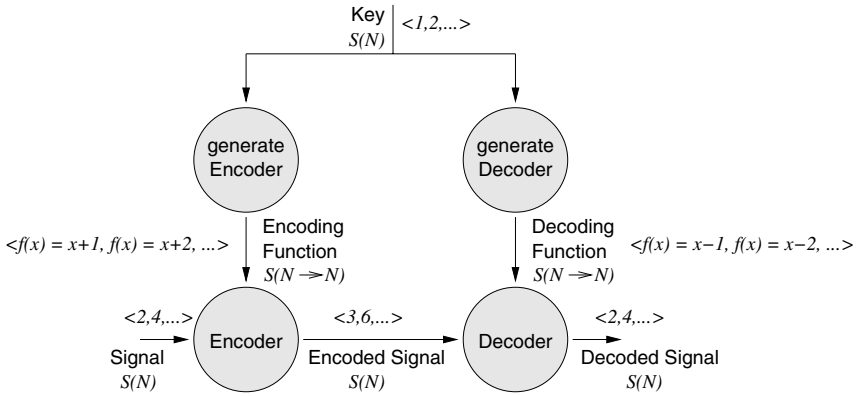 Key
S(N)
<1,2,...>
generate
Encoder
generate
Decoder
<f(x) = x+1, f(x) = x+2, ...>
Encoding
Function
S(N → N)
Decoding
Function
S(N → N)
<f(x) = x−1, f(x) = x−2, ...>
<2,4,...>
Signal
S(N)
Encoder
<3,6,...>
Encoded Signal
S(N)
Decoder
<2,4,...>
Decoded Signal
S(N)